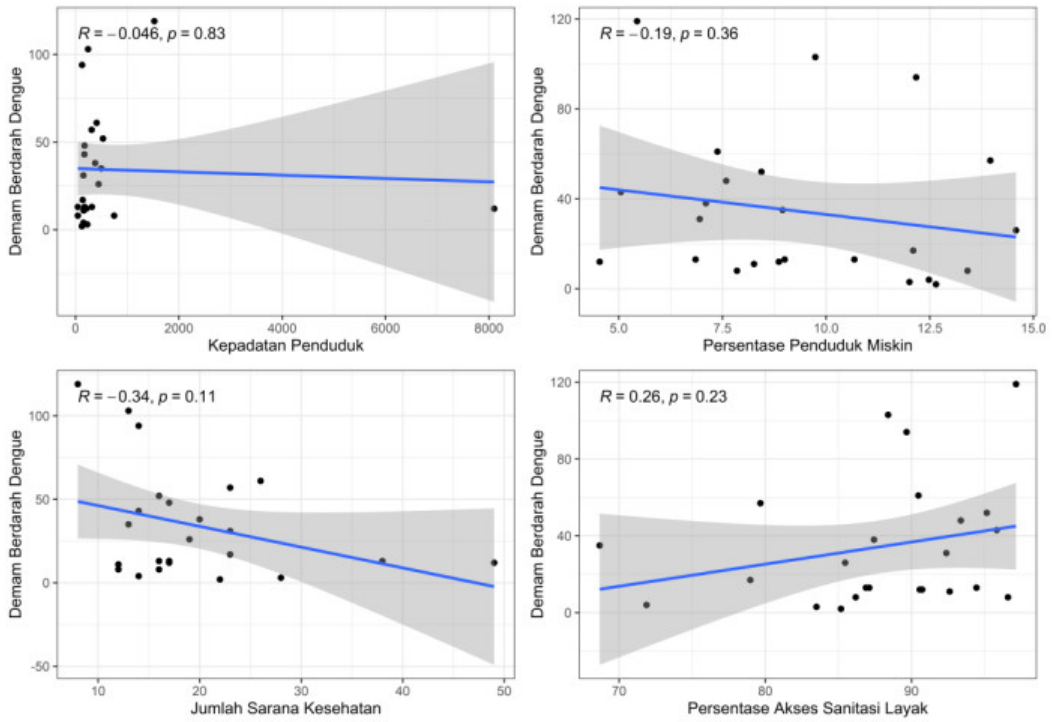 R = −0.046, p = 0.83
100
50
0
Demam Berdarah Dengue
0 2000 4000 6000 8000
Kepadatan Penduduk
R = −0.19, p = 0.36
120
80
40
0
Demam Berdarah Dengue
5.0 7.5 10.0 12.5 15.0
Persentase Penduduk Miskin
R = −0.34, p = 0.11
100
50
0
-50
Demam Berdarah Dengue
10 20 30 40 50
Jumlah Sarana Kesehatan
R = 0.26, p = 0.23
120
80
40
0
Demam Berdarah Dengue
70 80 90
Persentase Akses Sanitasi Layak